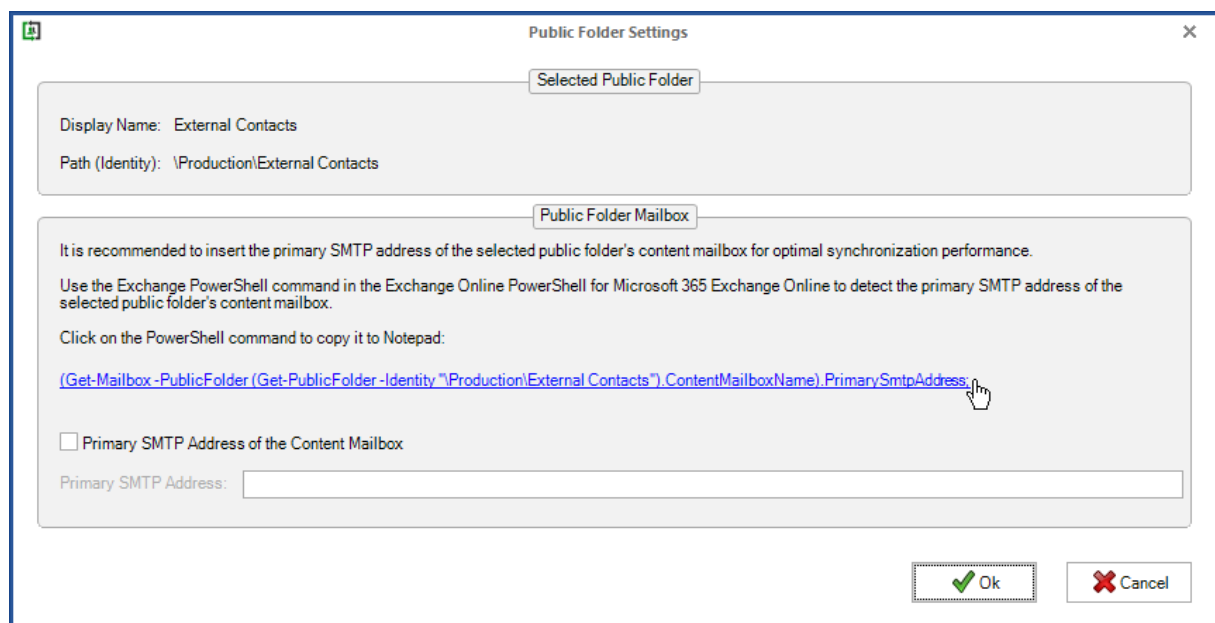 Public Folder Settings
Selected Public Folder
Display Name: External Contacts
Path (Identity): \Production\External Contacts
Public Folder Mailbox
It is recommended to insert the primary SMTP address of the selected public folder's content mailbox for optimal synchronization performance.
Use the Exchange PowerShell command in the Exchange Online PowerShell for Microsoft 365 Exchange Online to detect the primary SMTP address of the
selected public folder's content mailbox.
Click on the PowerShell command to copy it to Notepad:
(Get-Mailbox -PublicFolder (Get-PublicFolder -Identity "\Production\External Contacts").ContentMailboxName).PrimarySmtpAddress;
Primary SMTP Address of the Content Mailbox
Primary SMTP Address:
Ok
Cancel